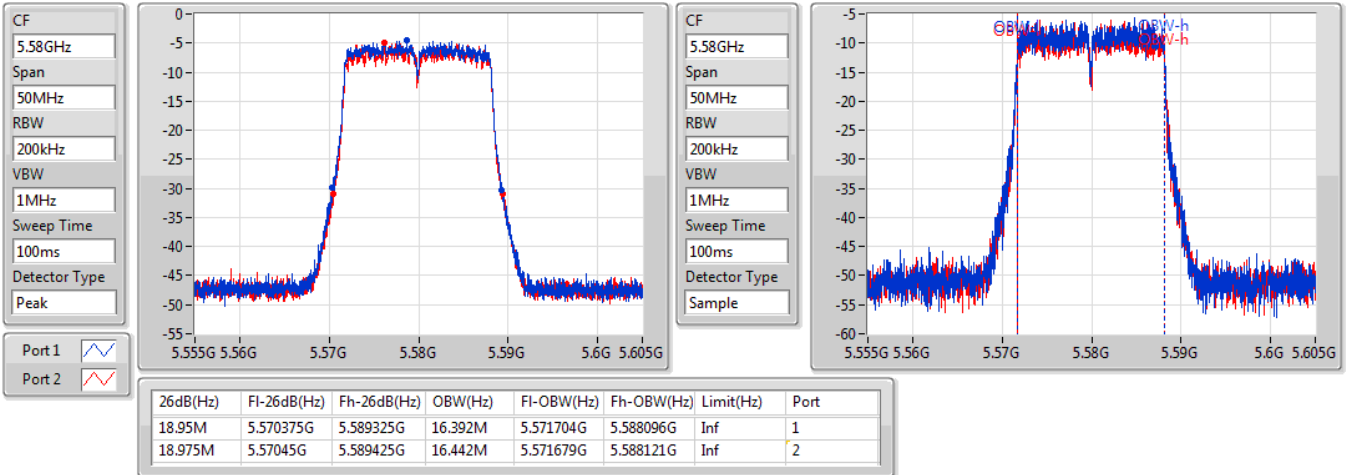 CF
5.58GHz
Span
50MHz
RBW
200kHz
VBW
1MHz
Sweep Time
100ms
Detector Type
Peak
Port 1
Port 2
0-
-5-
-10-
-15-
-20-
-25-
-30-
-35-
-40-
-45-
-50-
-55-
5.555G 5.56G 5.57G 5.58G 5.59G 5.6G 5.605G
CF
5.58GHz
Span
50MHz
RBW
200kHz
VBW
1MHz
Sweep Time
100ms
Detector Type
Sample
-5-
-10-
-15-
-20-
-25-
-30-
-35-
-40-
-45-
-50-
-55-
-60-
OBW-h
OBW-h
5.555G 5.56G 5.57G 5.58G 5.59G 5.6G 5.605G
26dB(Hz) Fl-26dB(Hz) Fh-26dB(Hz) OBW(Hz) Fl-OBW(Hz) Fh-OBW(Hz) Limit(Hz) Port
18.95M 5.570375G 5.589325G 16.392M 5.571704G 5.588096G Inf 1
18.975M 5.57045G 5.589425G 16.442M 5.571679G 5.588121G Inf 2